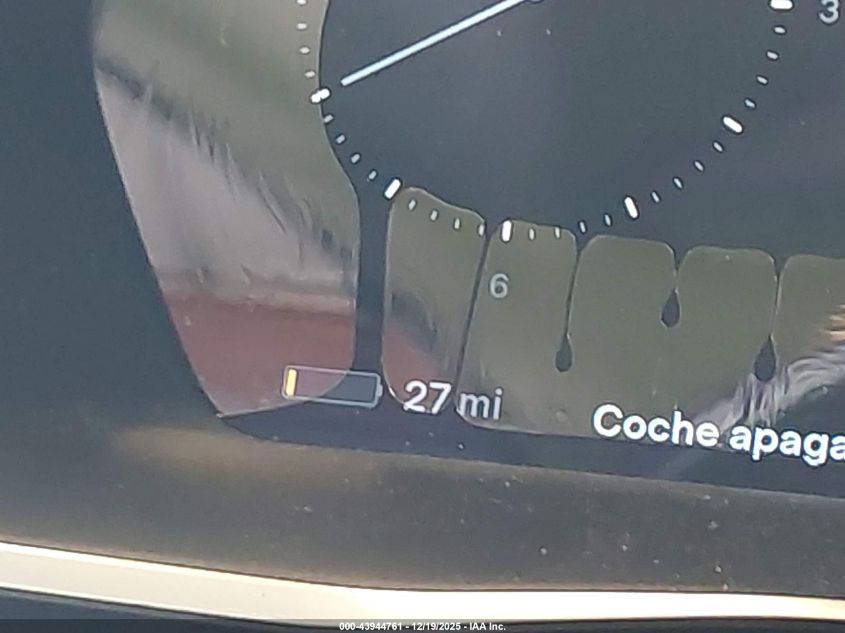 3
6
27 mi
Coche apaga
000-43944761 - 12/19/2025 - IAA Inc.